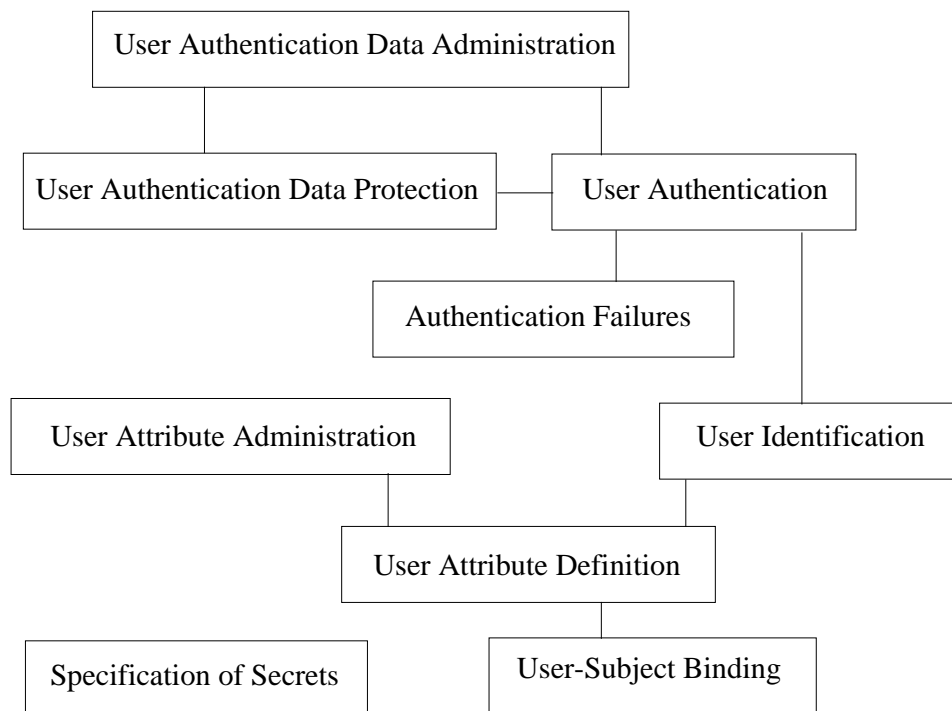 User Authentication Data Administration
User Authentication Data Protection
User Authentication
Authentication Failures
User Attribute Administration
User Identification
User Attribute Definition
Specification of Secrets
User-Subject Binding